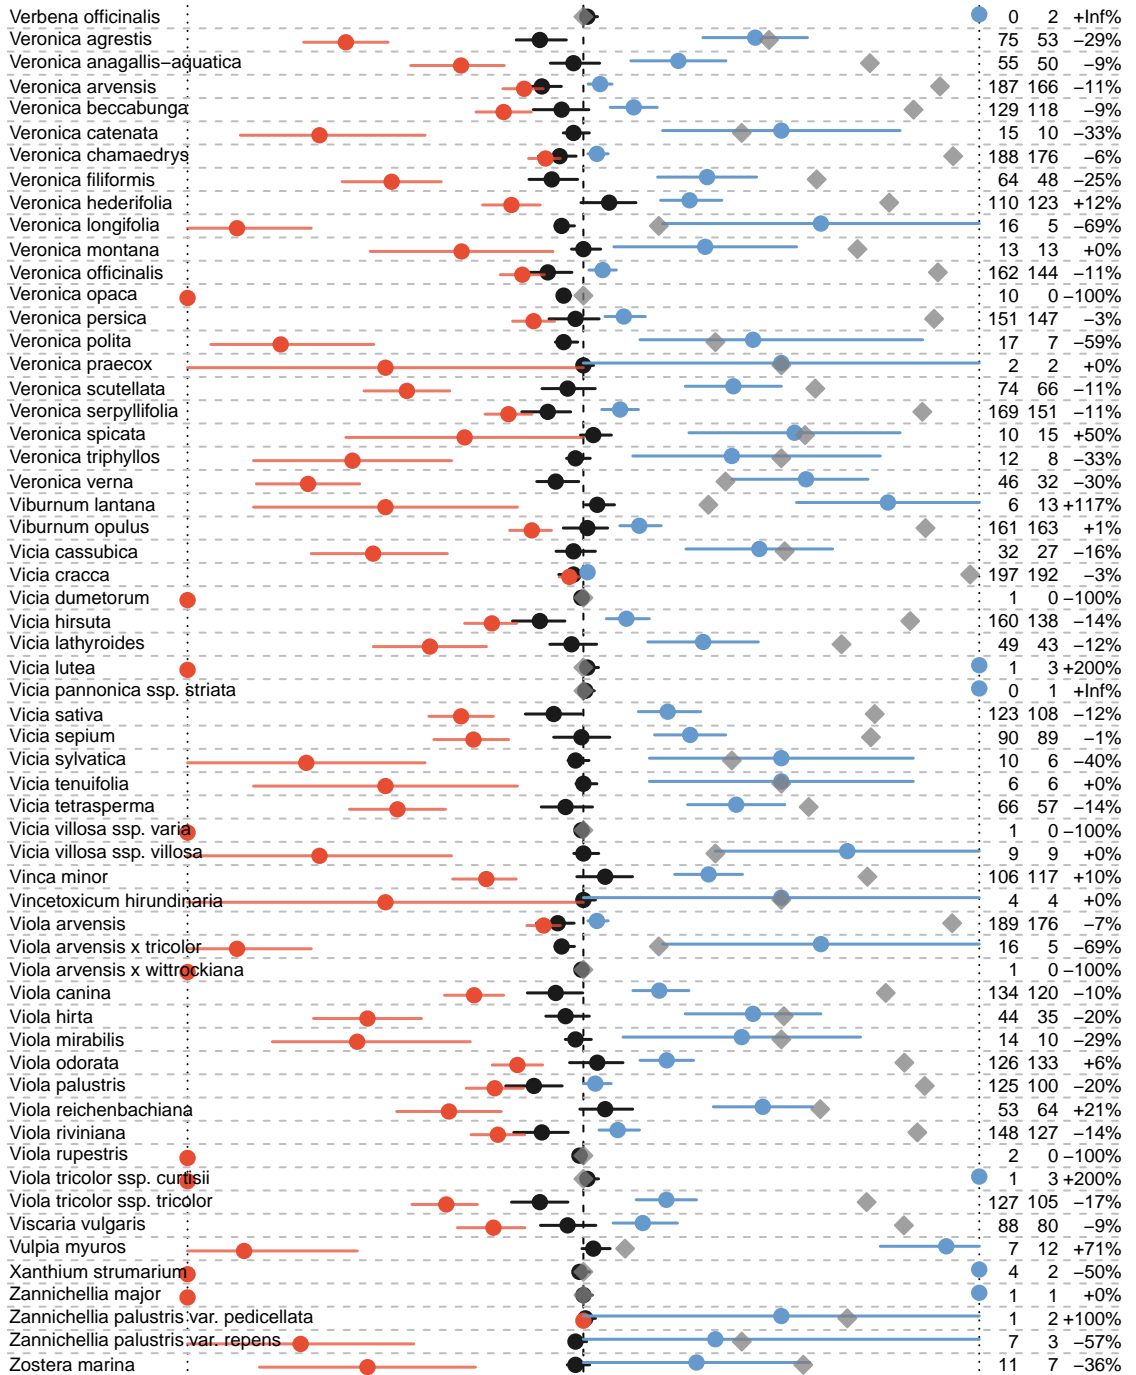 Verbena officinalis 0 2 +Inf%
Veronica agrestis 75 53 −29%
Veronica anagallis−aquatica 55 50 −9%
Veronica arvensis 187 166 −11%
Veronica beccabunga 129 118 −9%
Veronica catenata 15 10 −33%
Veronica chamaedrys 188 176 −6%
Veronica filiformis 64 48 −25%
Veronica hederifolia 110 123 +12%
Veronica longifolia 16 5 −69%
Veronica montana 13 13 +0%
Veronica officinalis 162 144 −11%
Veronica opaca 10 0 −100%
Veronica persica 151 147 −3%
Veronica polita 17 7 −59%
Veronica praecox 2 2 +0%
Veronica scutellata 74 66 −11%
Veronica serpyllifolia 169 151 −11%
Veronica spicata 10 15 +50%
Veronica triphyllos 12 8 −33%
Veronica verna 46 32 −30%
Viburnum lantana 6 13 +117%
Viburnum opulus 161 163 +1%
Vicia cassubica 32 27 −16%
Vicia cracca 197 192 −3%
Vicia dumetorum 1 0 −100%
Vicia hirsuta 160 138 −14%
Vicia lathyroides 49 43 −12%
Vicia lutea 1 3 +200%
Vicia pannonica ssp. striata 0 1 +Inf%
Vicia sativa 123 108 −12%
Vicia sepium 90 89 −1%
Vicia sylvatica 10 6 −40%
Vicia tenuifolia 6 6 +0%
Vicia tetrasperma 66 57 −14%
Vicia villosa ssp. varia 1 0 −100%
Vicia villosa ssp. villosa 9 9 +0%
Vinca minor 106 117 +10%
Vincetoxicum hirundinaria 4 4 +0%
Viola arvensis 189 176 −7%
Viola arvensis x tricolor 16 5 −69%
Viola arvensis x wittrockiana 1 0 −100%
Viola canina 134 120 −10%
Viola hirta 44 35 −20%
Viola mirabilis 14 10 −29%
Viola odorata 126 133 +6%
Viola palustris 125 100 −20%
Viola reichenbachiana 53 64 +21%
Viola riviniana 148 127 −14%
Viola rupestris 2 0 −100%
Viola tricolor ssp. curtisii 1 3 +200%
Viola tricolor ssp. tricolor 127 105 −17%
Viscaria vulgaris 88 80 −9%
Vulpia myuros 7 12 +71%
Xanthium strumarium 4 2 −50%
Zannichellia major 1 1 +0%
Zannichellia palustris var. pedicellata 1 2 +100%
Zannichellia palustris var. repens 7 3 −57%
Zostera marina 11 7 −36%